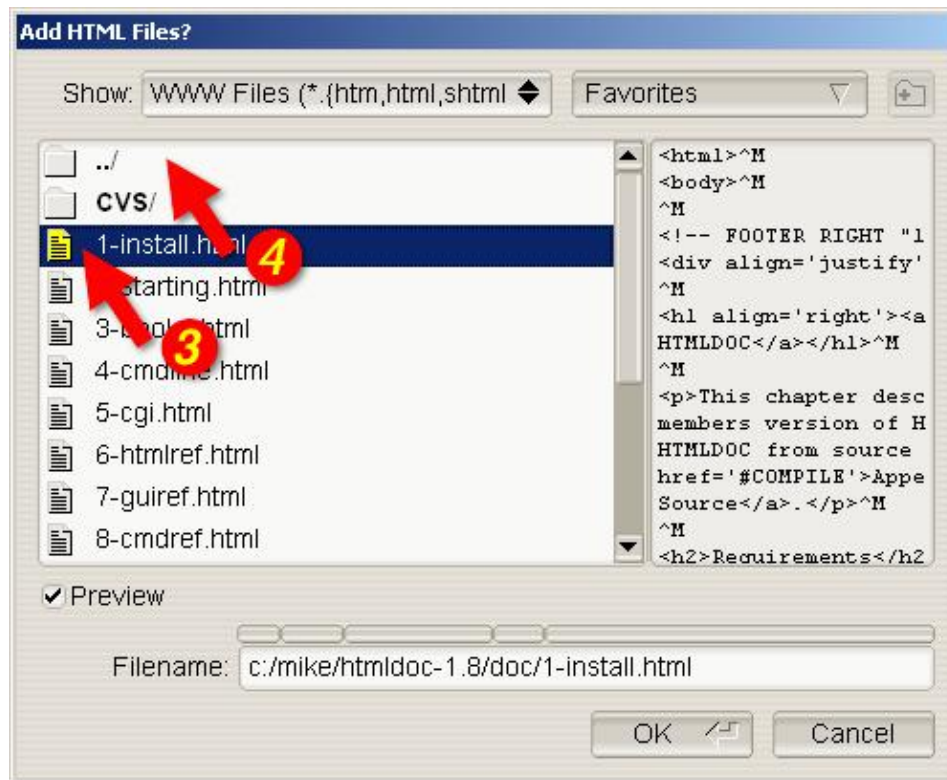 Add HTML Files?
Show: WWW Files (*.{htm,html,shtml Favorites
../
CVS/
1-install.html
4
starting.html
3-books.html
3
4-cmdline.html
5-cgi.html
6-htmlref.html
7-guiref.html
8-cmdref.html
<html>^M
<body>^M
^M
<!-- FOOTER RIGHT "1
<div align='justify'
^M
<h1 align='right'><a
HTMLDOC</a></h1>^M
^M
<p>This chapter desc
members version of H
HTMLDOC from source
href='#COMPILE'>Appe
Source</a>.</p>^M
^M
<h2>Requirements</h2
Preview
Filename: c:/mike/htmldoc-1.8/doc/1-install.html
OK Cancel